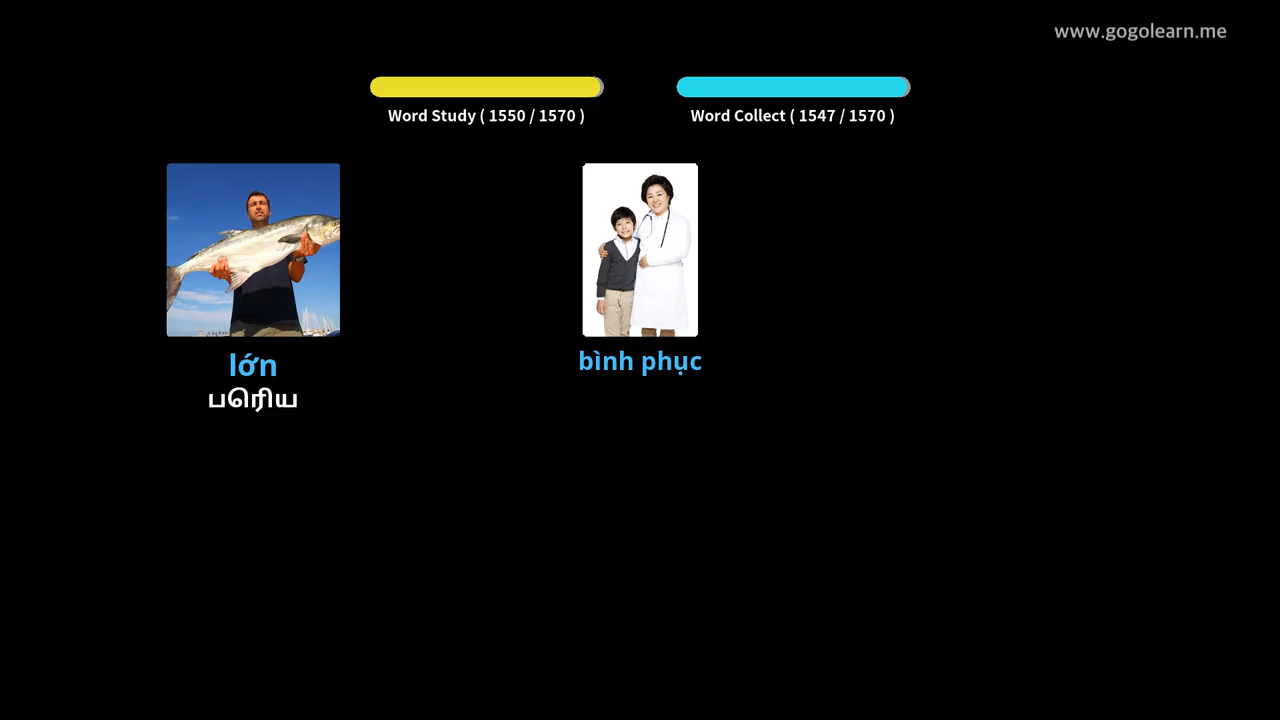 www.gogolearn.me
Word Study ( 1550 / 1570 )
Word Collect ( 1547 / 1570 )
lớn
பெரிய
bình phục